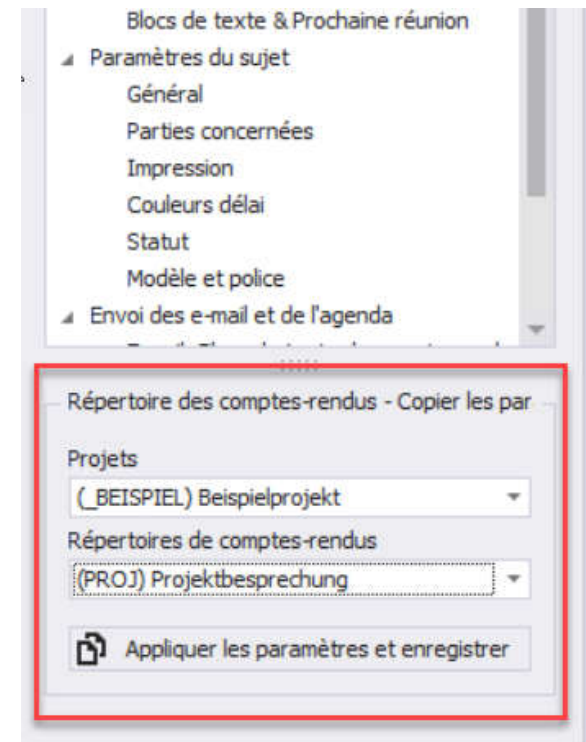 Blocs de texte & Prochaine réunion
Paramètres du sujet
Général
Parties concernées
Impression
Couleurs délai
Statut
Modèle et police
Envoi des e-mail et de l'agenda
Répertoire des comptes-rendus - Copier les par
Projets
(_BEISPIEL) Beispielprojekt
Répertoires de comptes-rendus
(PROJ) Projektbesprechung
Appliquer les paramètres et enregistrer